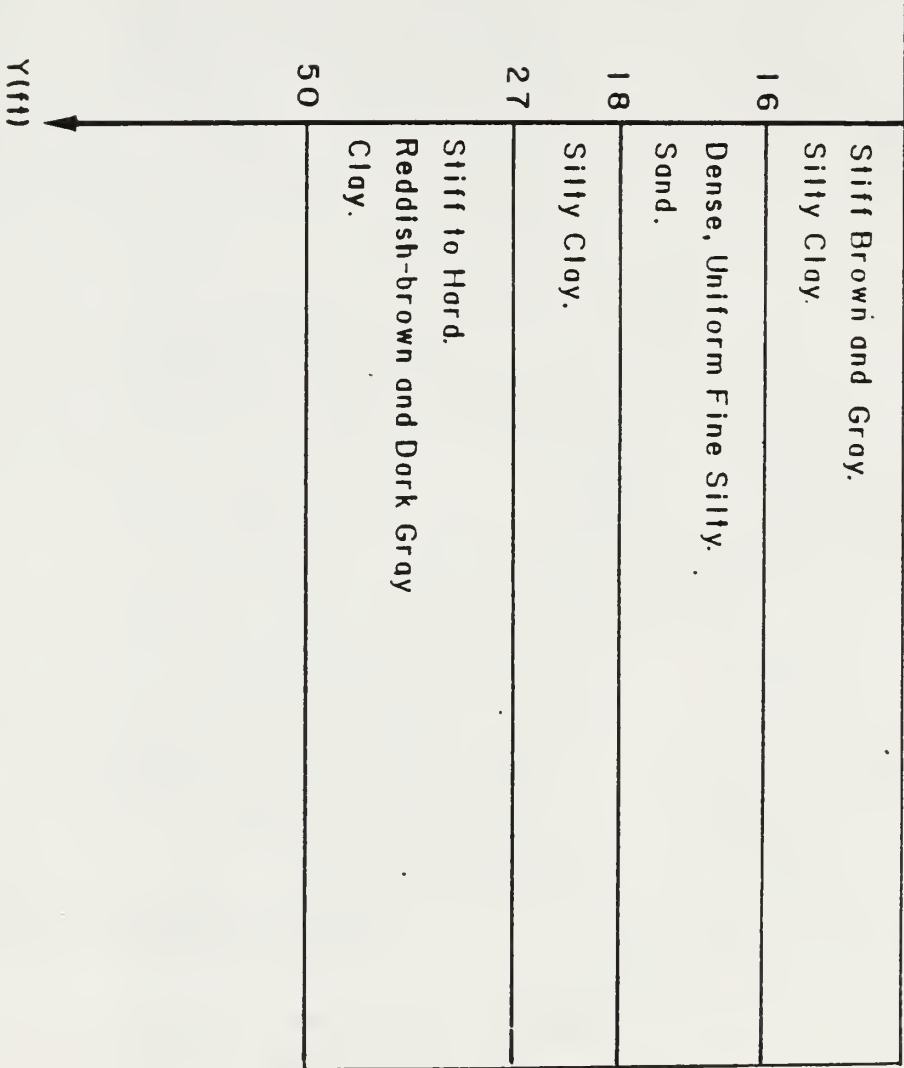 Stiff Brown and Gray.
Silty Clay.
16
Dense, Uniform Fine Silty.
Sand.
18
Silty Clay.
27
Stiff to Hard.
Reddish-brown and Dark Gray
Clay.
50
Y(ft)